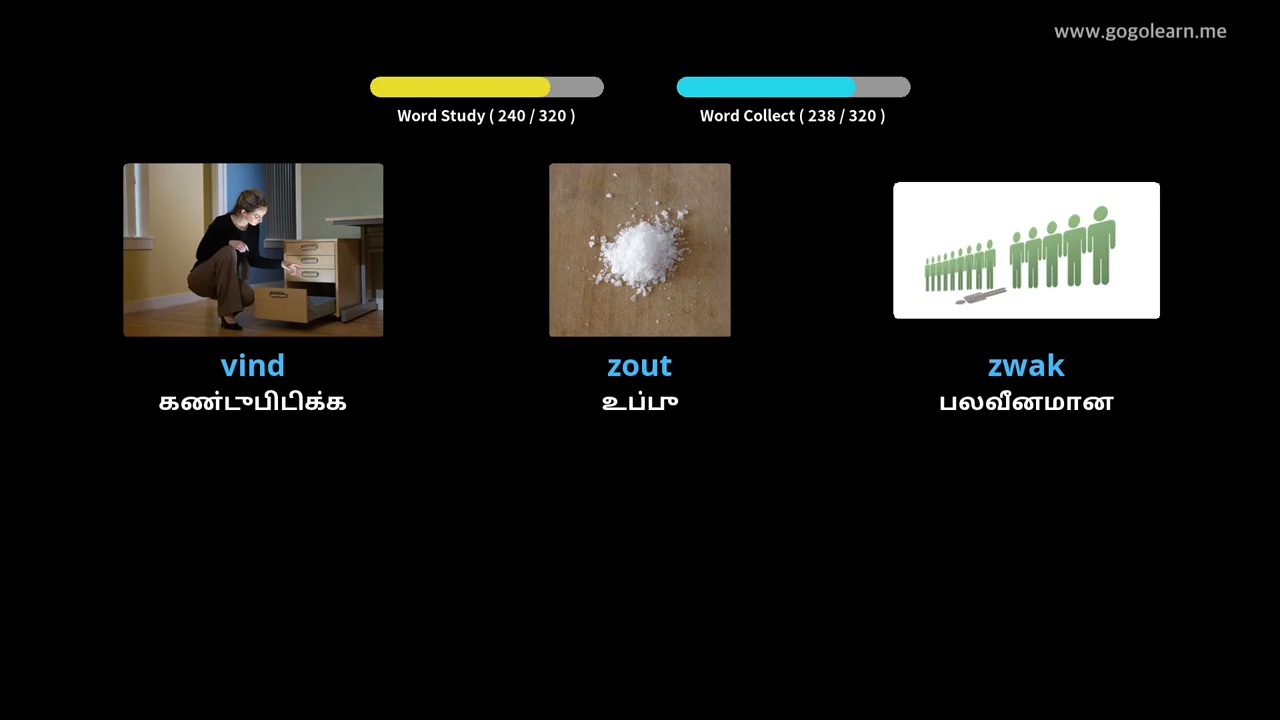 www.gogolearn.me
Word Study ( 240 / 320 )
Word Collect ( 238 / 320 )
vind
zout
zwak
கண்டுபிடிக்க
உப்பு
பலவீனமான